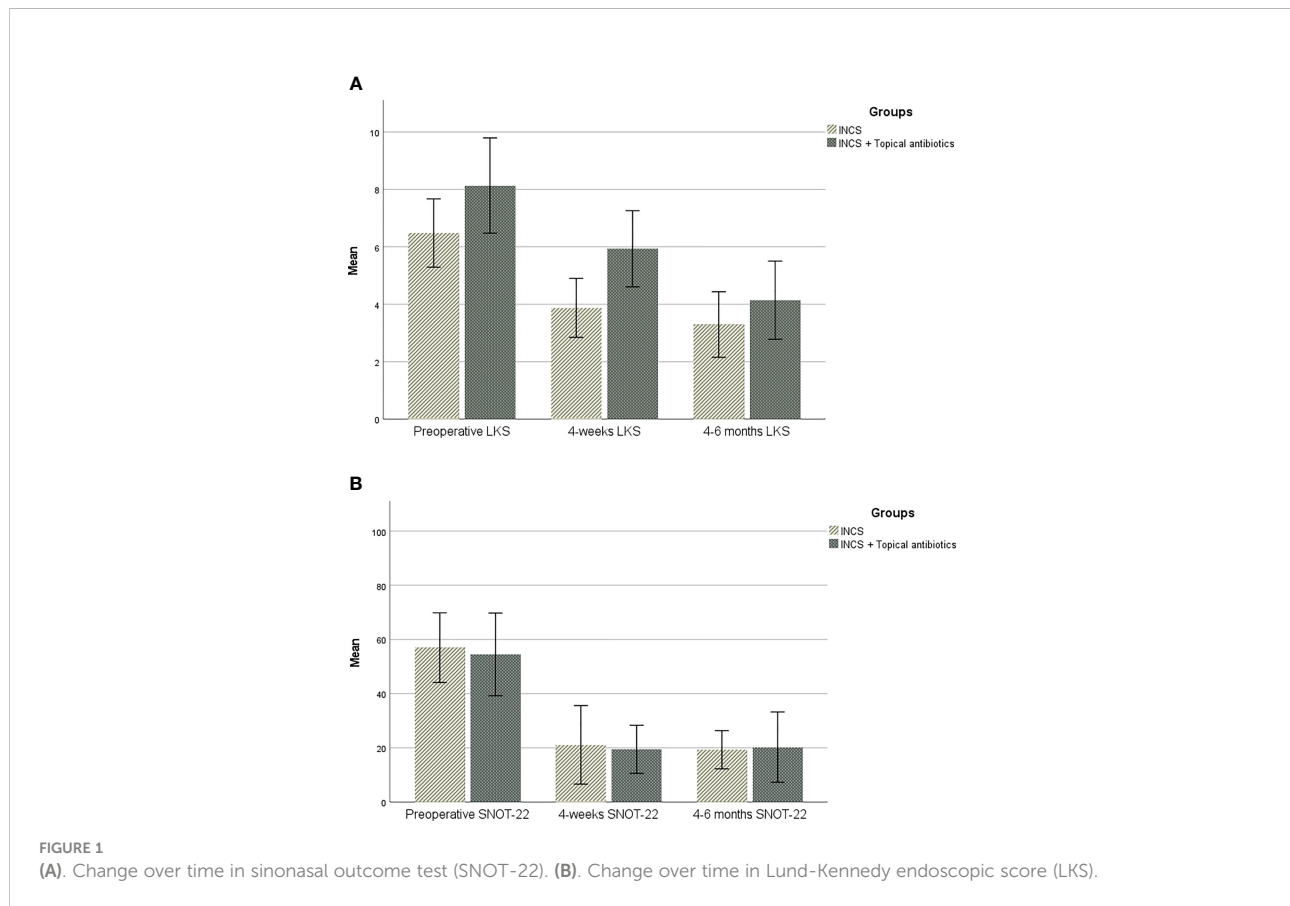 A
Groups
INCS
INCS + Topical antibiotics
10
8
6
4
2
0
Mean
Preoperative LKS 4-weeks LKS 4-6 months LKS
B
Groups
INCS
INCS + Topical antibiotics
100
80
60
40
20
0
Mean
Preoperative SNOT-22 4-weeks SNOT-22 4-6 months SNOT-22
FIGURE 1
(A). Change over time in sinonasal outcome test (SNOT-22). (B). Change over time in Lund-Kennedy endoscopic score (LKS).